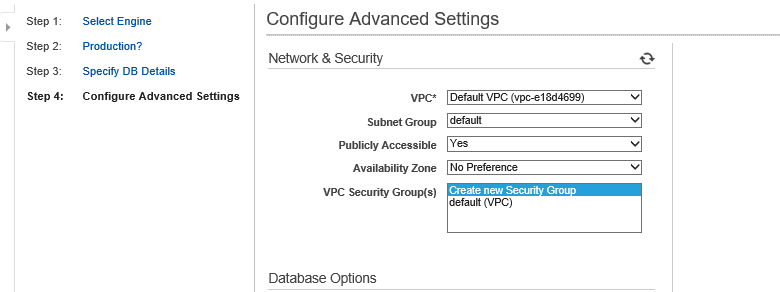 Step 1: Select Engine
Step 2: Production?
Step 3: Specify DB Details
Step 4: Configure Advanced Settings
Configure Advanced Settings
Network & Security
VPC* Default VPC (vpc-e18d4699)
Subnet Group default
Publicly Accessible Yes
Availability Zone No Preference
VPC Security Group(s) Create new Security Group
default (VPC)
Database Options